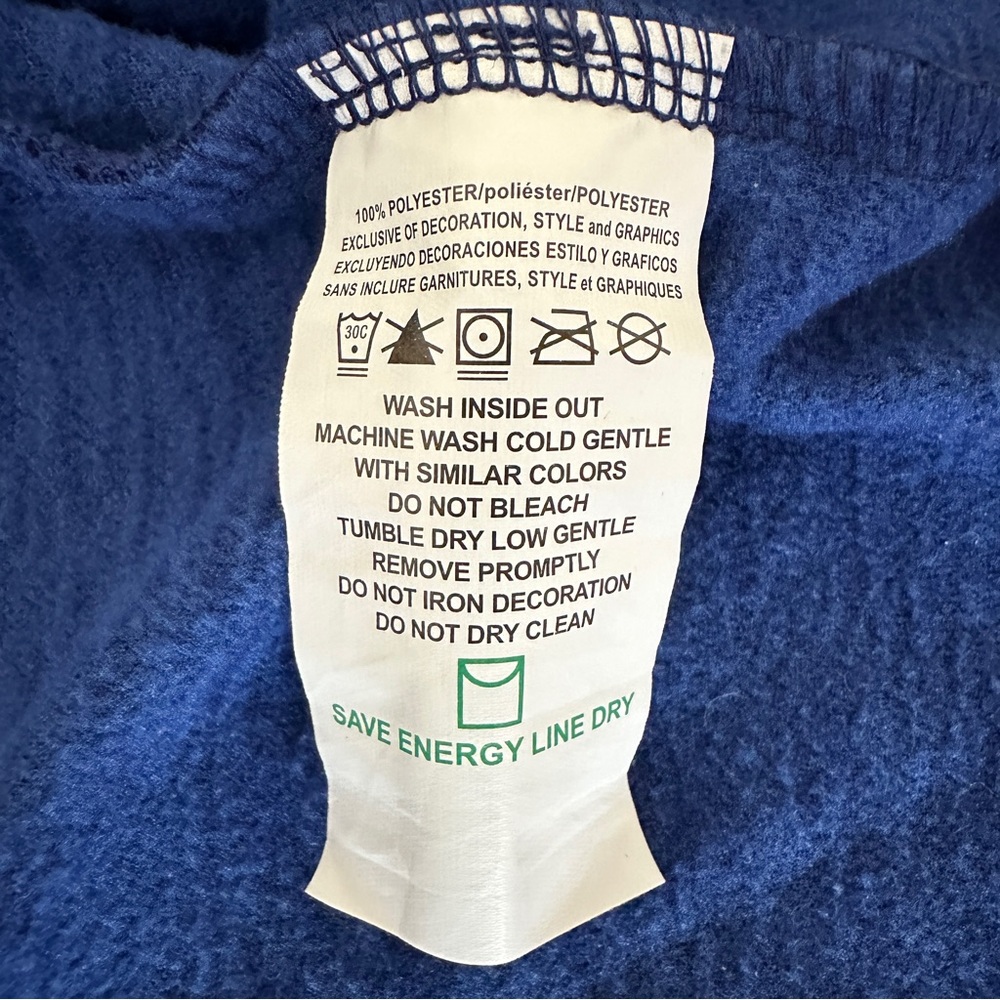 100% POLYESTER/poliéster/POLYESTER
EXCLUSIVE OF DECORATION, STYLE and GRAPHICS
EXCLUYENDO DECORACIONES ESTILO Y GRAFICOS
SANS INCLURE GARNITURES, STYLE et GRAPHIQUES
30C
WASH INSIDE OUT
MACHINE WASH COLD GENTLE
WITH SIMILAR COLORS
DO NOT BLEACH
TUMBLE DRY LOW GENTLE
REMOVE PROMPTLY
DO NOT IRON DECORATION
DO NOT DRY CLEAN
SAVE ENERGY LINE DRY